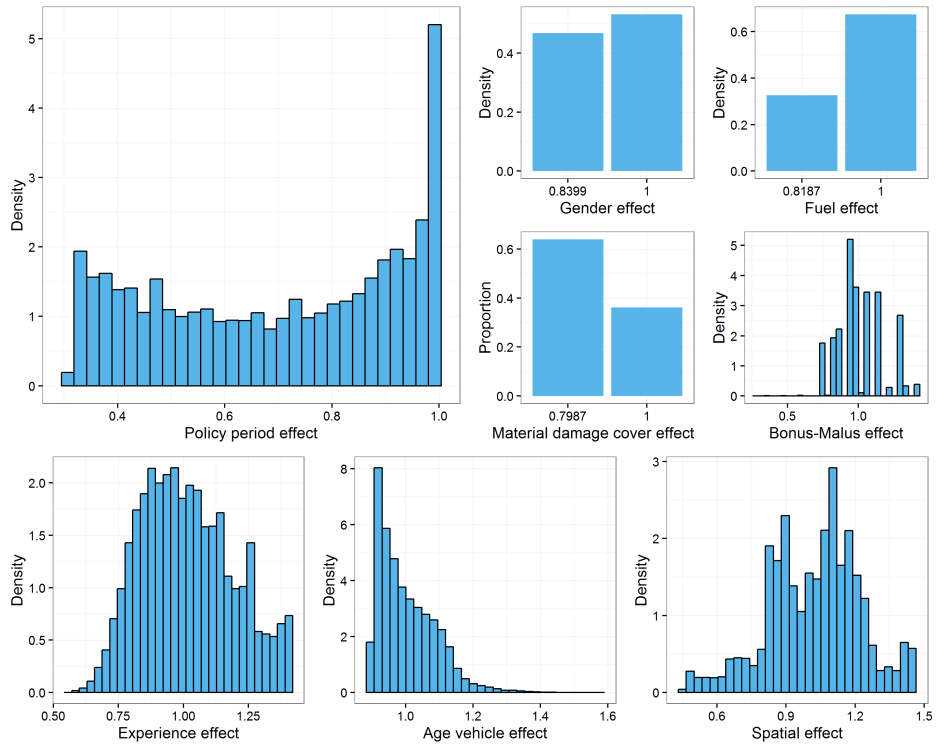 Density
5
4
3
2
1
0
0.4 0.6 0.8 1.0
Policy period effect
Density
0.4
0.2
0.0
0.8399 1
Gender effect
Density
0.6
0.4
0.2
0.0
0.8187 1
Fuel effect
Proportion
0.6
0.4
0.2
0.0
0.7987 1
Material damage cover effect
Density
5
4
3
2
1
0
0.5 1.0
Bonus-Malus effect
Density
2.0
1.5
1.0
0.5
0.0
0.50 0.75 1.00 1.25
Experience effect
Density
8
6
4
2
0
1.0 1.2 1.4 1.6
Age vehicle effect
Density
3
2
1
0
0.6 0.9 1.2 1.5
Spatial effect